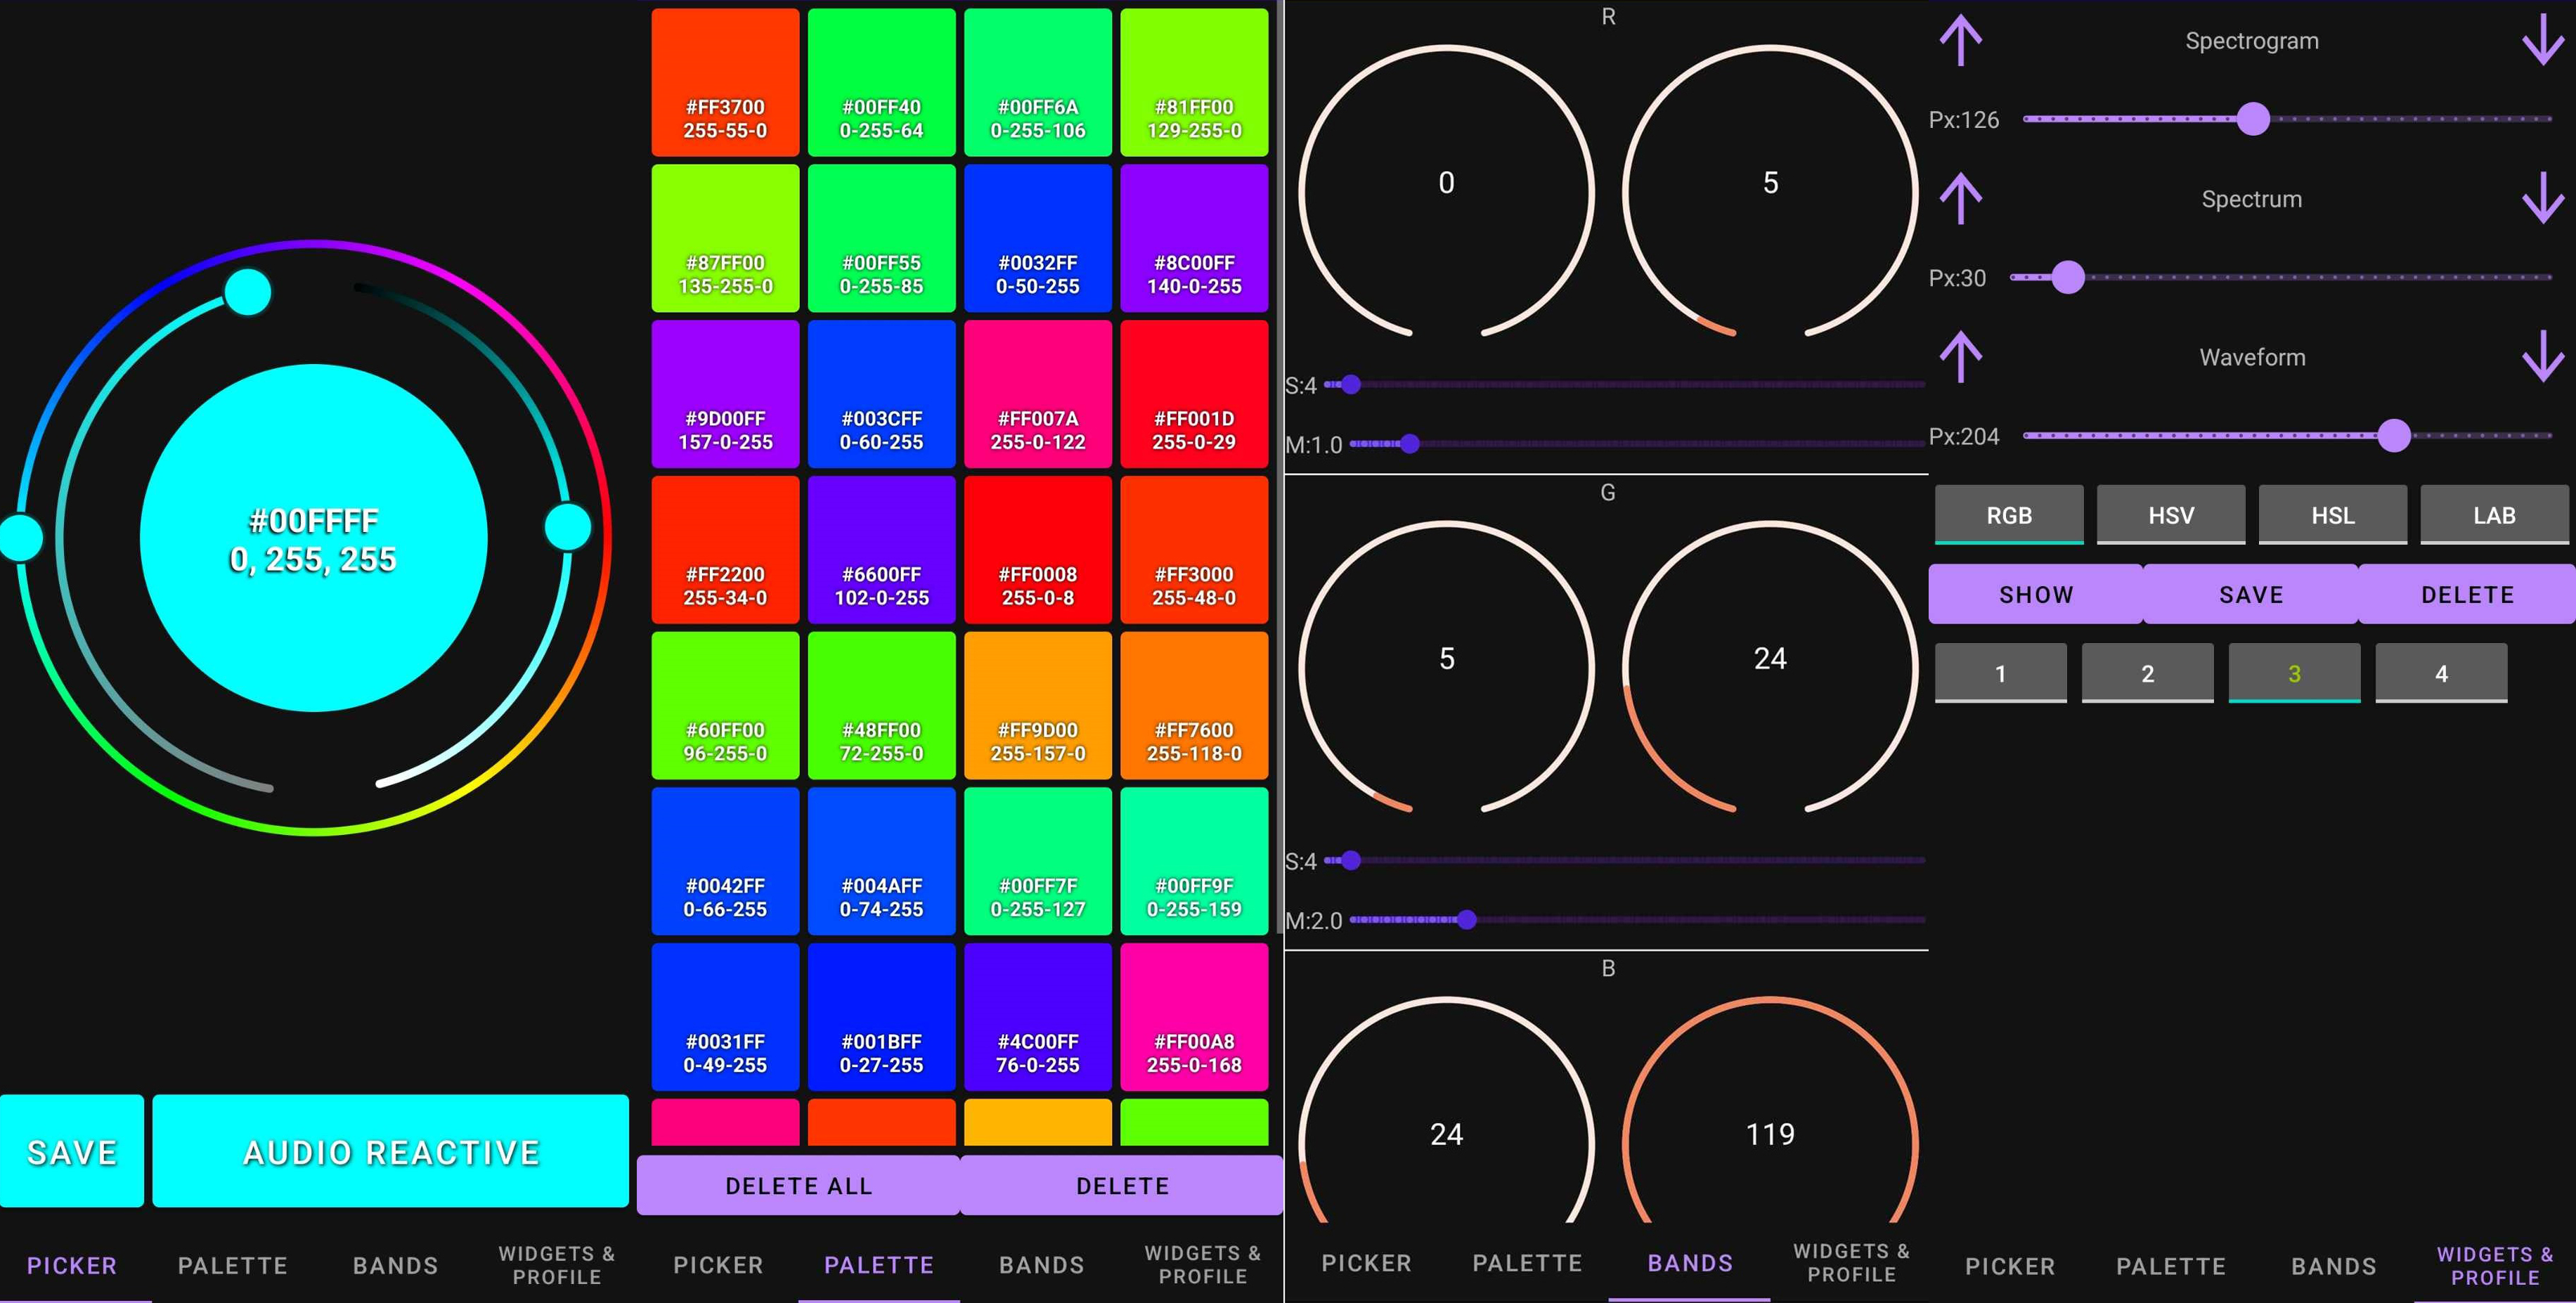 #00FFFF
0, 255, 255
SAVE
AUDIO REACTIVE
PICKER
PALETTE
BANDS
WIDGETS &
PROFILE
#FF3700
255-55-0
#00FF40
0-255-64
#00FF6A
0-255-106
#81FF00
129-255-0
#87FF00
135-255-0
#00FF55
0-255-85
#0032FF
0-50-255
#8C00FF
140-0-255
#9D00FF
157-0-255
#003CFF
0-60-255
#FF007A
255-0-122
#FF001D
255-0-29
#FF2200
255-34-0
#6600FF
102-0-255
#FF0008
255-0-8
#FF3000
255-48-0
#60FF00
96-255-0
#48FF00
72-255-0
#FF9D00
255-157-0
#FF7600
255-118-0
#0042FF
0-66-255
#004AFF
0-74-255
#00FF7F
0-255-127
#00FF9F
0-255-159
#0031FF
0-49-255
#001BFF
0-27-255
#4C00FF
76-0-255
#FF00A8
255-0-168
DELETE ALL
DELETE
PICKER
PALETTE
BANDS
WIDGETS &
PROFILE
R
0
5
S:4
M:1.0
G
5
24
S:4
M:2.0
B
24
119
PICKER
PALETTE
BANDS
WIDGETS &
PROFILE
Spectrogram
Px:126
Spectrum
Px:30
Waveform
Px:204
RGB
HSV
HSL
LAB
SHOW
SAVE
DELETE
1
2
3
4
PICKER
PALETTE
BANDS
WIDGETS &
PROFILE